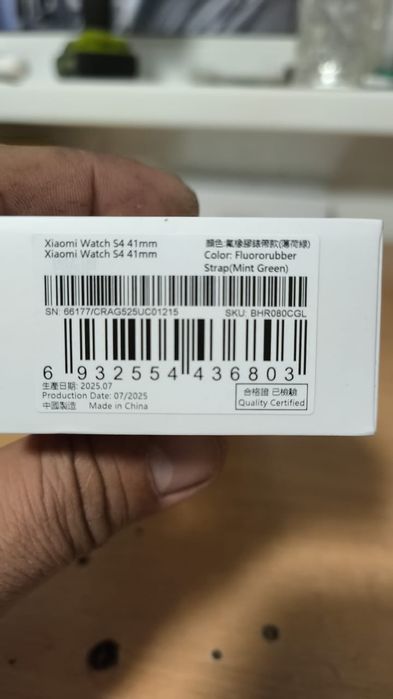 Xiaomi Watch S4 41mm
Xiaomi Watch S4 41mm
顏色:氟橡膠錶帶款(薄荷綠)
Color: Fluororubber
Strap(Mint Green)
SN: 66177/CRAG525UC01215
SKU: BHR080CGL
6 932554 436803
生產日期: 2025.07
Production Date: 07/2025
中國製造 Made in China
合格證 已檢驗
Quality Certified